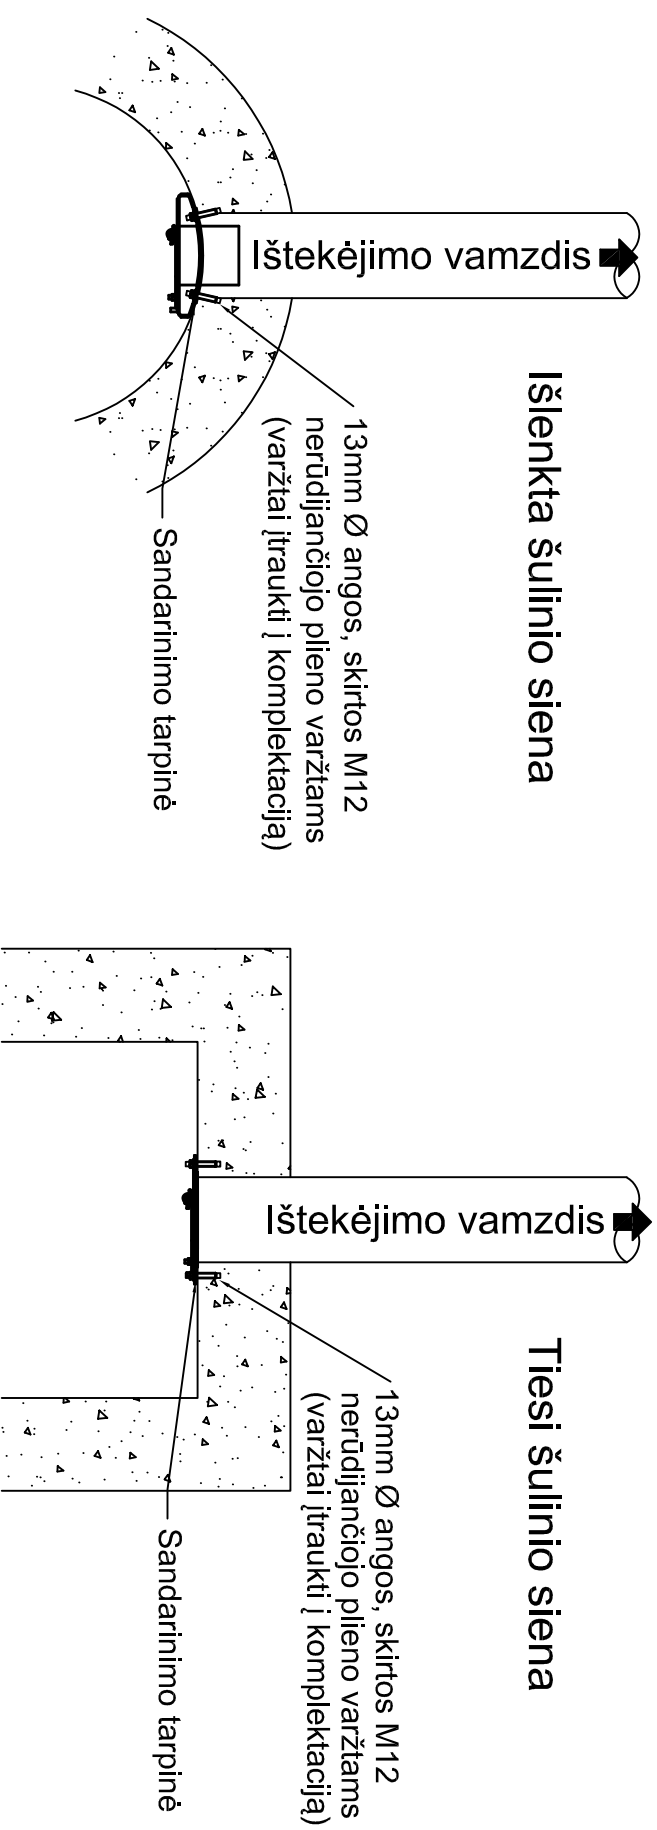 Išlenkta šulinio siena
Ištekėjimo vamzdis
13mm Ø angos, skirtos M12
nerūdijančiojo plieno varžtams
(varžtai įtraukti į komplektaciją)
Sandarinimo tarpinė
Tiesi šulinio siena
Ištekėjimo vamzdis
13mm Ø angos, skirtos M12
nerūdijančiojo plieno varžtams
(varžtai įtraukti į komplektaciją)
Sandarinimo tarpinė